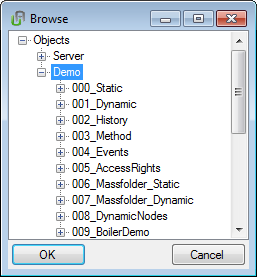 Browse
Objects
Server
Demo
000_Static
001_Dynamic
002_History
003_Method
004_Events
005_AccessRights
006_Massfolder_Static
007_Massfolder_Dynamic
008_DynamicNodes
009_BoilerDemo
OK Cancel